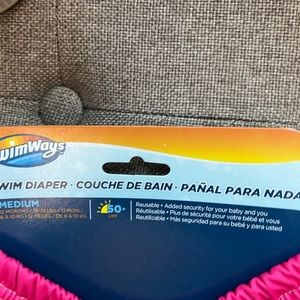 wimWays
WIM DIAPER · COUCHE DE BAIN · PAÑAL PARA NADA
MEDIUM
50+
UPF
Reusable • Added security for your baby and you
Réutilisable • Plus de sécurité pour votre bébé et vous
Reutilizable • Más seguridad para su bebé y para usted